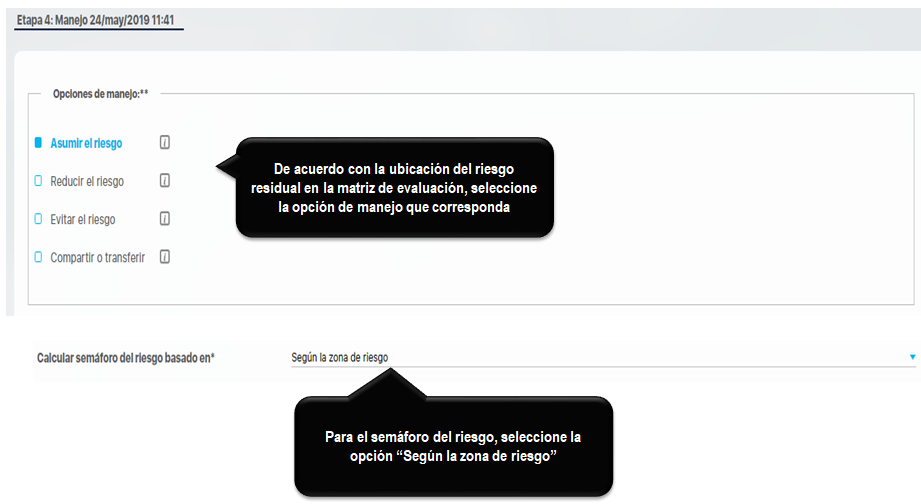 Etapa 4: Manejo 24/may/2019 11:41
Opciones de manejo:**
Asumir el riesgo
Reducir el riesgo
Evitar el riesgo
Compartir o transferir
De acuerdo con la ubicación del riesgo
residual en la matriz de evaluación, seleccione
la opción de manejo que corresponda
Calcular semáforo del riesgo basado en*
Según la zona de riesgo
Para el semáforo del riesgo, seleccione la
opción “Según la zona de riesgo”